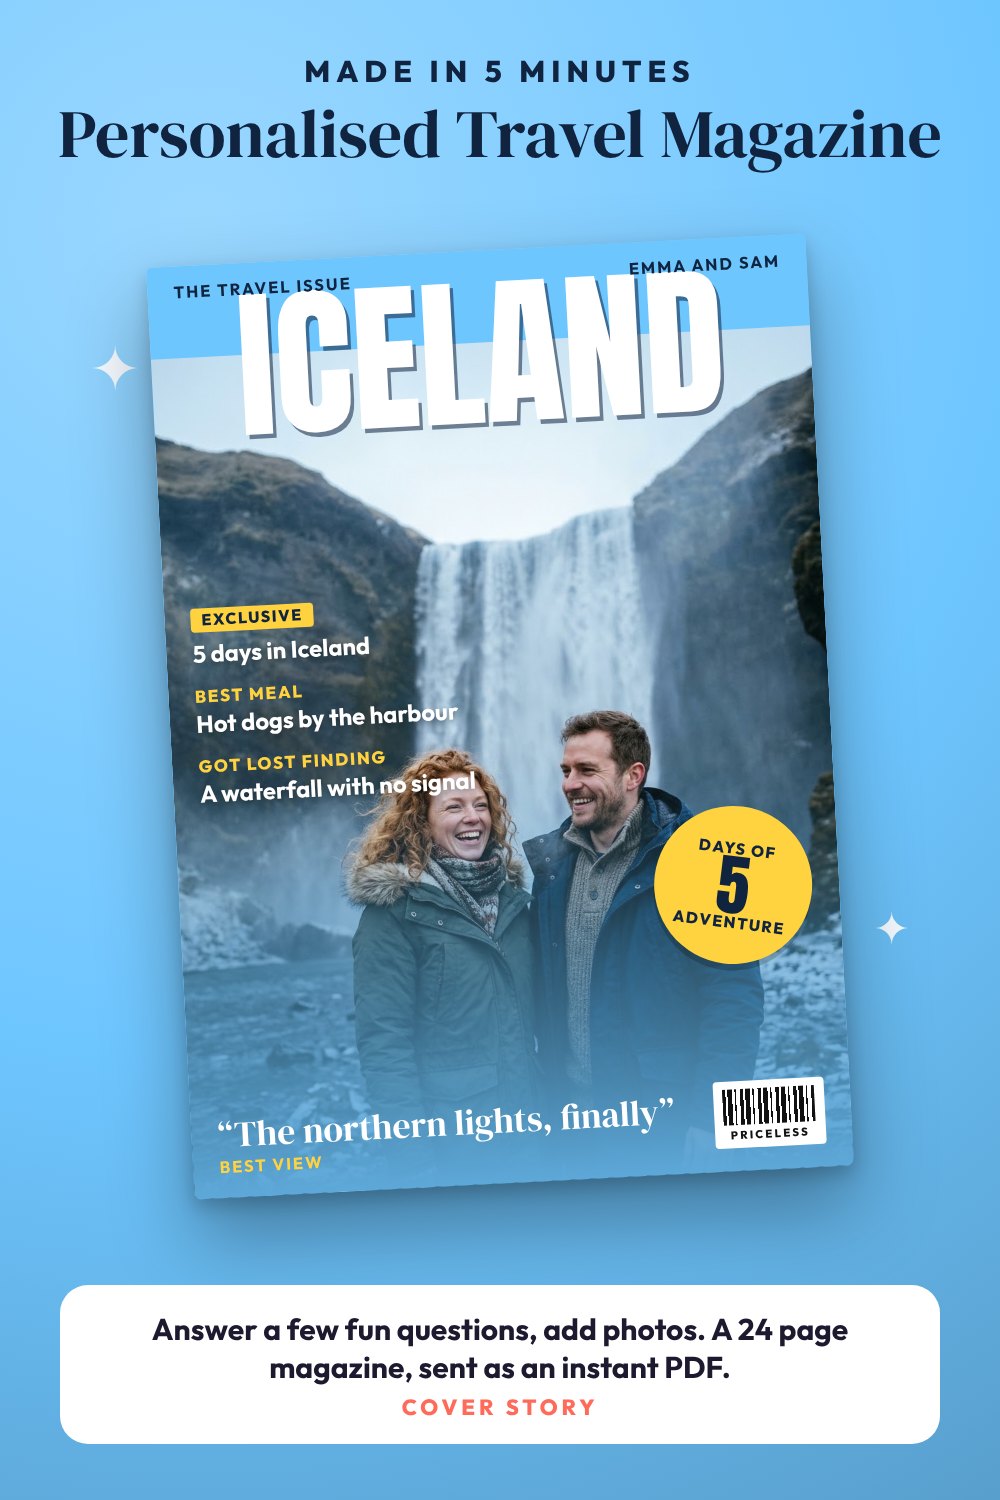 MADE IN 5 MINUTES
Personalised Travel Magazine
THE TRAVEL ISSUE
EMMA AND SAM
ICELAND
EXCLUSIVE
5 days in Iceland
BEST MEAL
Hot dogs by the harbour
GOT LOST FINDING
A waterfall with no signal
DAYS OF
5
ADVENTURE
“The northern lights, finally”
BEST VIEW
PRICELESS
Answer a few fun questions, add photos. A 24 page
magazine, sent as an instant PDF.
COVER STORY